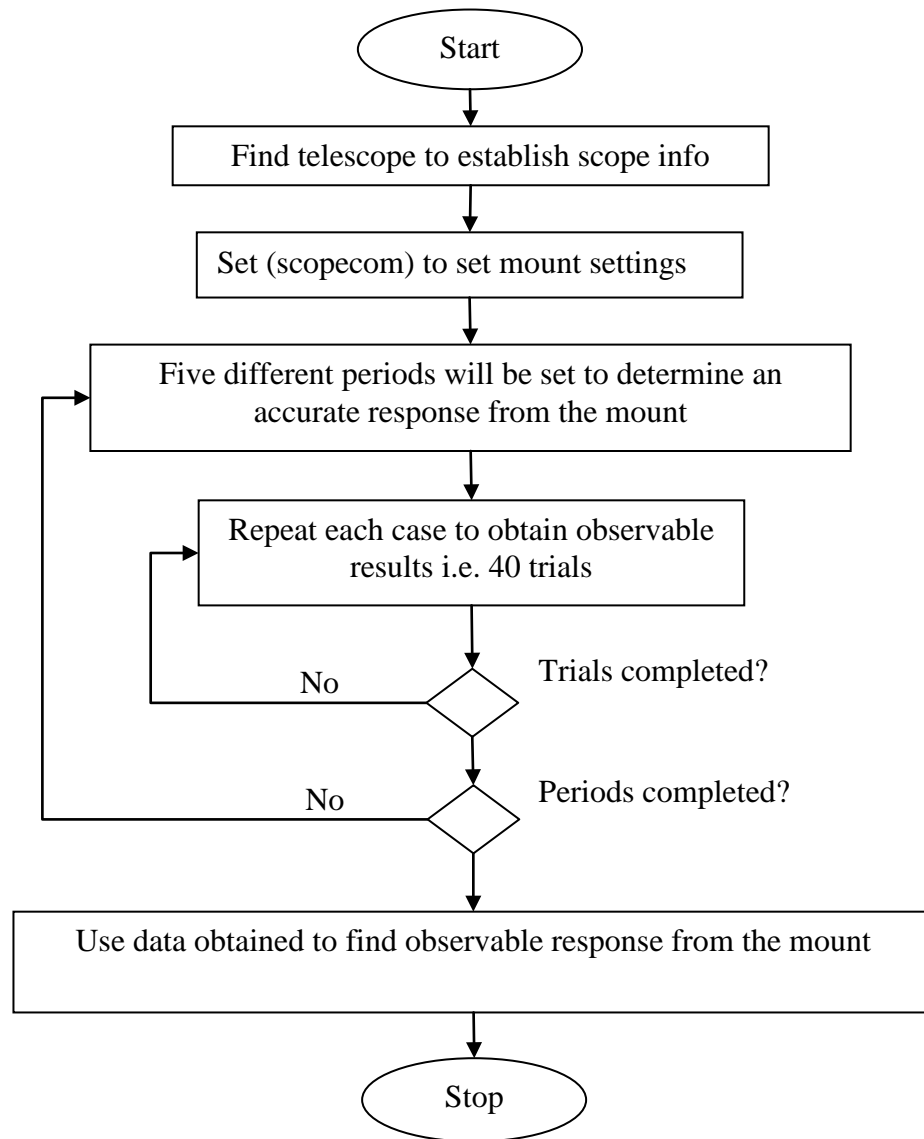 Start
Find telescope to establish scope info
Set (scopecom) to set mount settings
Five different periods will be set to determine an
accurate response from the mount
Repeat each case to obtain observable
results i.e. 40 trials
Trials completed?
No
Periods completed?
No
Use data obtained to find observable response from the mount
Stop